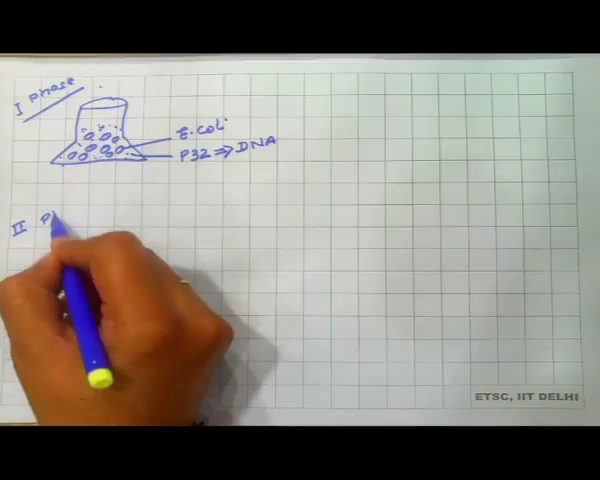 I phase
E.coli
P32 ⇒ DNA
II P
ETSC, IIT DELHI